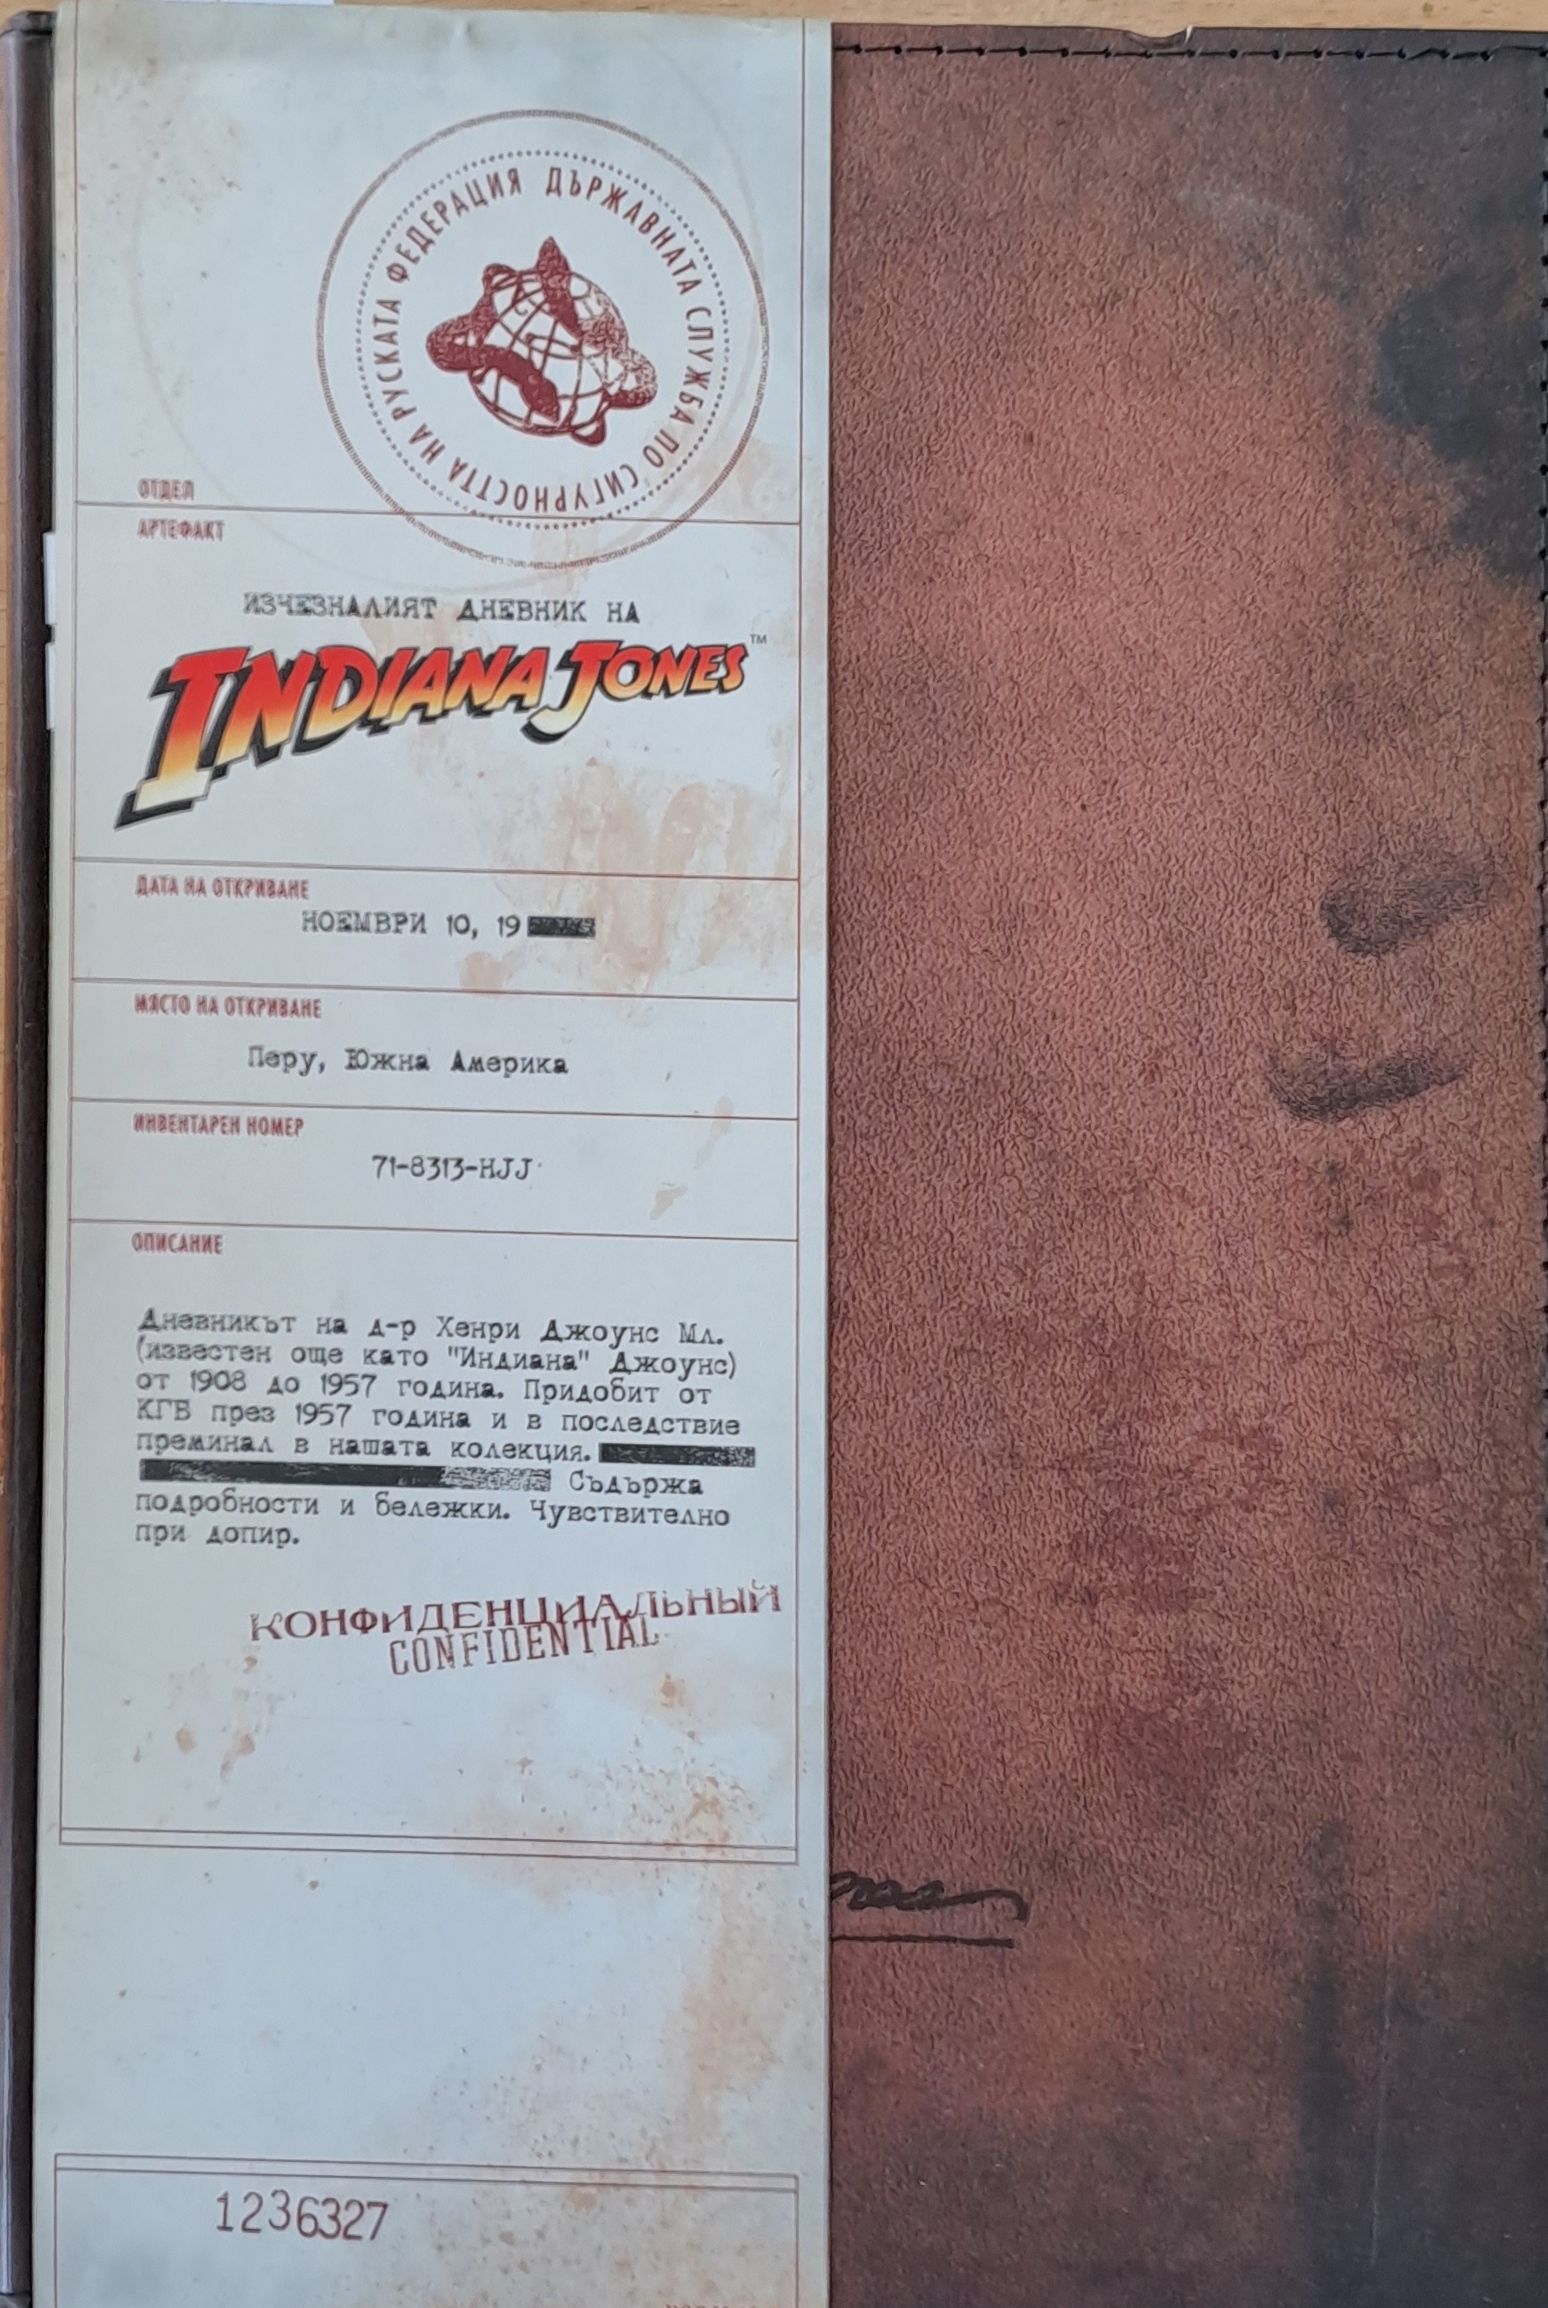 ДЪРЖАВНАТА СЛУЖБА ПО СИГУРНОСТТА НА РУСКАТА ФЕДЕРАЦИЯ
ОТДЕЛ
АРТЕФАКТ
ИЗЧЕЗНАЛИЯТ ДНЕВНИК НА
INDIANA JONES™
ДАТА НА ОТКРИВАНЕ
НОЕМВРИ 10, 19
МЯСТО НА ОТКРИВАНЕ
Перу, Южна Америка
ИНВЕНТАРЕН НОМЕР
71-8313-HJJ
ОПИСАНИЕ
Дневникът на д-р Хенри Джоунс Мл.
(известен още като "Индиана" Джоунс)
от 1908 до 1957 година. Придобит от
КГБ през 1957 година и в последствие
преминал в нашата колекция.
Съдържа
подробности и бележки. Чувствително
при допир.
КОНФИДЕНЦИАЛЬНЫЙ
CONFIDENTIAL
1236327